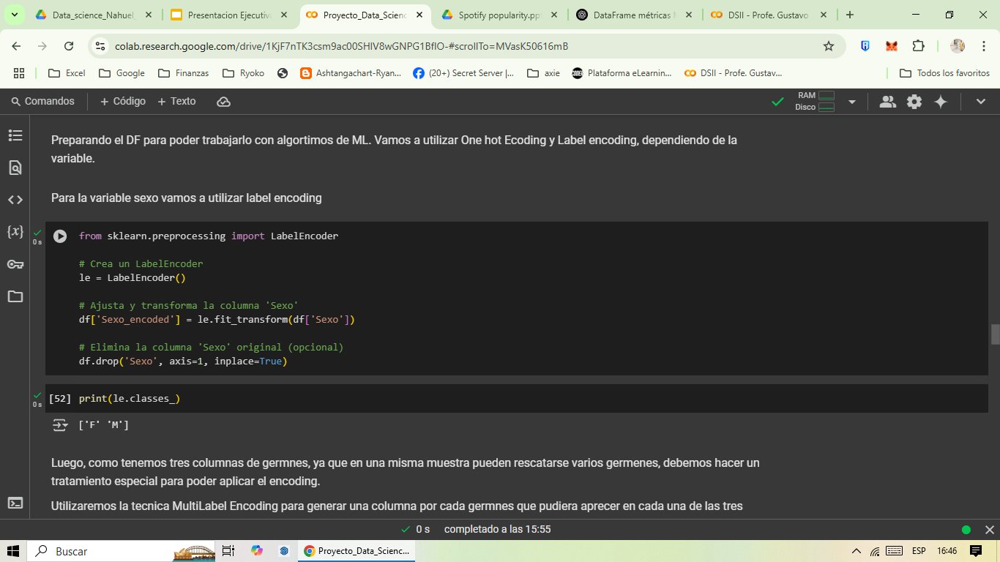 Data_science_Nahuel_
Presentacion Ejecutiva
Proyecto_Data_Scienc
Spotify popularity.pp
DataFrame métricas
DSII - Profe. Gustavo
colab.research.google.com/drive/1KjF7nTK3csm9ac00SHlV8wGNPG1BflO-#scrollTo=MVasK50616mB
Excel
Google
Finanzas
Ryoko
Ashtangachart-Ryan...
(20+) Secret Server |...
axie
CODER
Plataforma eLearnin...
DSII - Profe. Gustav...
Todos los favoritos
Comandos
+ Código
+ Texto
RAM
Disco
Preparando el DF para poder trabajarlo con algortimos de ML. Vamos a utilizar One hot Ecoding y Label encoding, dependiendo de la
variable.
Para la variable sexo vamos a utilizar label encoding
0 s
from sklearn.preprocessing import LabelEncoder
# Crea un LabelEncoder
le = LabelEncoder()
# Ajusta y transforma la columna 'Sexo'
df['Sexo_encoded'] = le.fit_transform(df['Sexo'])
# Elimina la columna 'Sexo' original (opcional)
df.drop('Sexo', axis=1, inplace=True)
0 s
[52] print(le.classes_)
['F' 'M']
Luego, como tenemos tres columnas de germnes, ya que en una misma muestra pueden rescatarse varios germenes, debemos hacer un
tratamiento especial para poder aplicar el encoding.
Utilizaremos la tecnica MultiLabel Encoding para generar una columna por cada germnes que pudiera aprecer en cada una de las tres
0 s completado a las 15:55
Buscar
Proyecto_Data_Scienc...
ESP
16:46